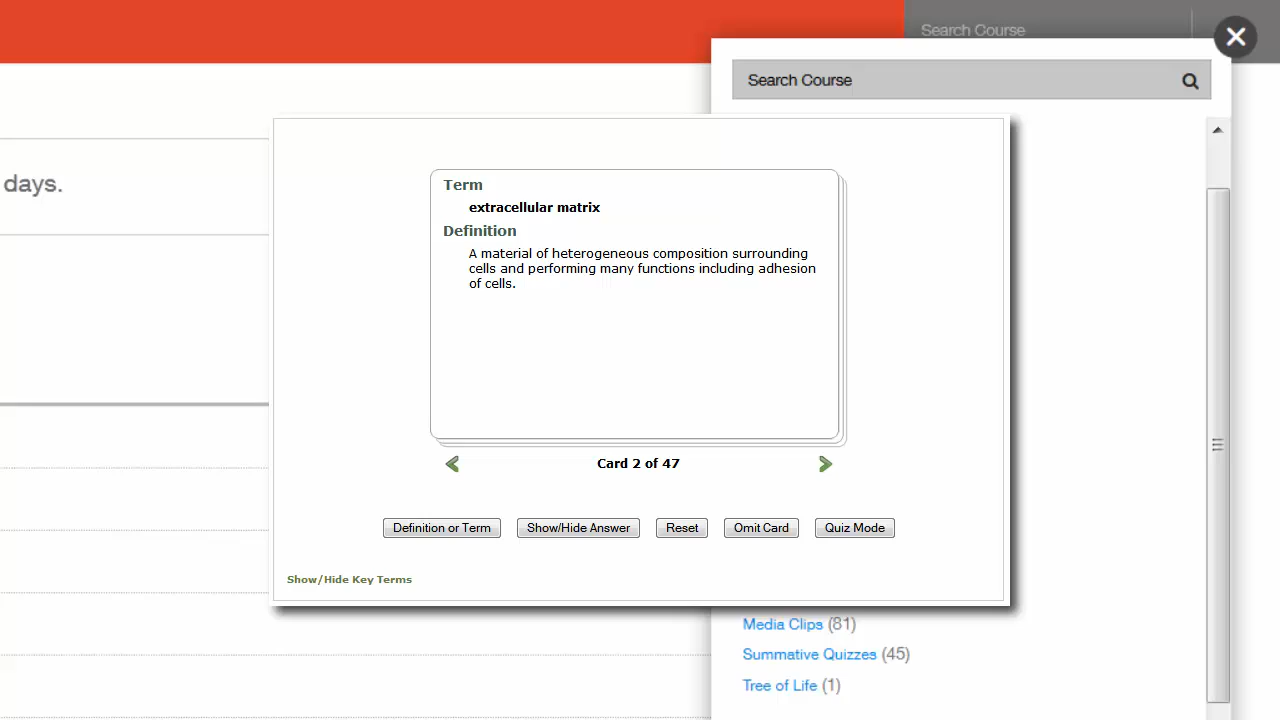 Search Course
Search Course
days.
Term
extracellular matrix
Definition
A material of heterogeneous composition surrounding
cells and performing many functions including adhesion
of cells.
Card 2 of 47
Definition or Term
Show/Hide Answer
Reset
Omit Card
Quiz Mode
Show/Hide Key Terms
Media Clips (81)
Summative Quizzes (45)
Tree of Life (1)